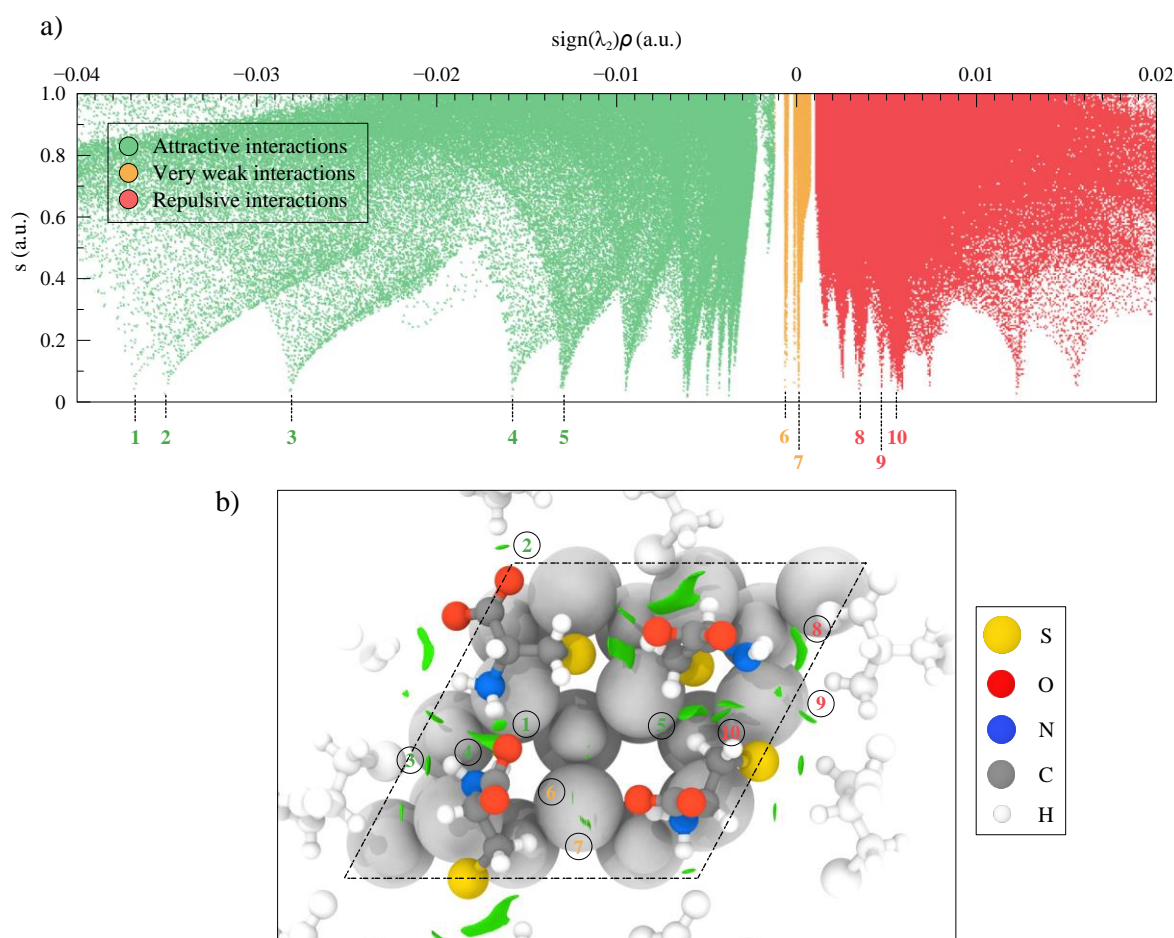 a)
sign(λ₂)ρ (a.u.)
−0.04 −0.03 −0.02 −0.01 0 0.01 0.02
1.0
0.8
0.6
0.4
0.2
0
s (a.u.)
Attractive interactions
Very weak interactions
Repulsive interactions
1 2 3 4 5 6 8 10
7 9
b)
2
8
9
1 5 10
3 4
6
7
S
O
N
C
H